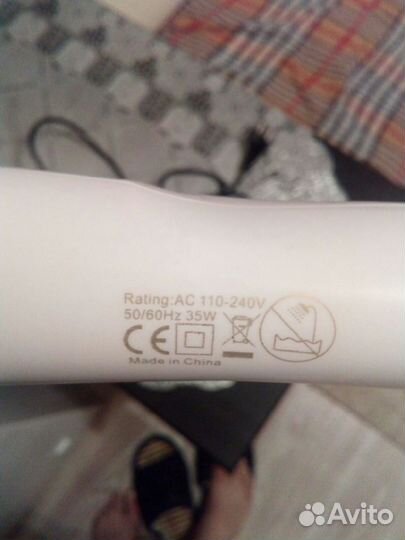 Rating:AC 110-240V
50/60Hz 35W
CE
Made in China
Avito